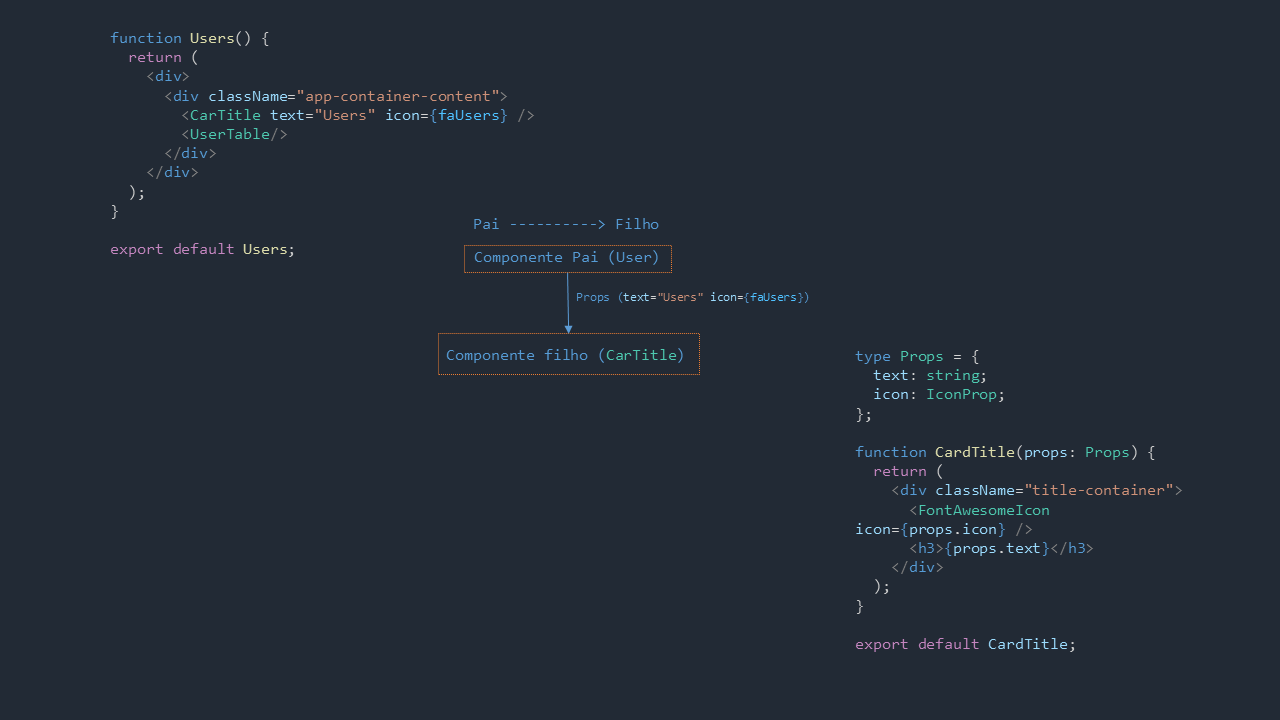 function Users() {
  return (
    <div>
      <div className="app-container-content">
        <CarTitle text="Users" icon={faUsers} />
        <UserTable/>
      </div>
    </div>
  );
}

export default Users;

Pai ----------> Filho
Componente Pai (User)
Props (text="Users" icon={faUsers})
Componente filho (CarTitle)

type Props = {
  text: string;
  icon: IconProp;
};

function CardTitle(props: Props) {
  return (
    <div className="title-container">
      <FontAwesomeIcon
icon={props.icon} />
      <h3>{props.text}</h3>
    </div>
  );
}

export default CardTitle;